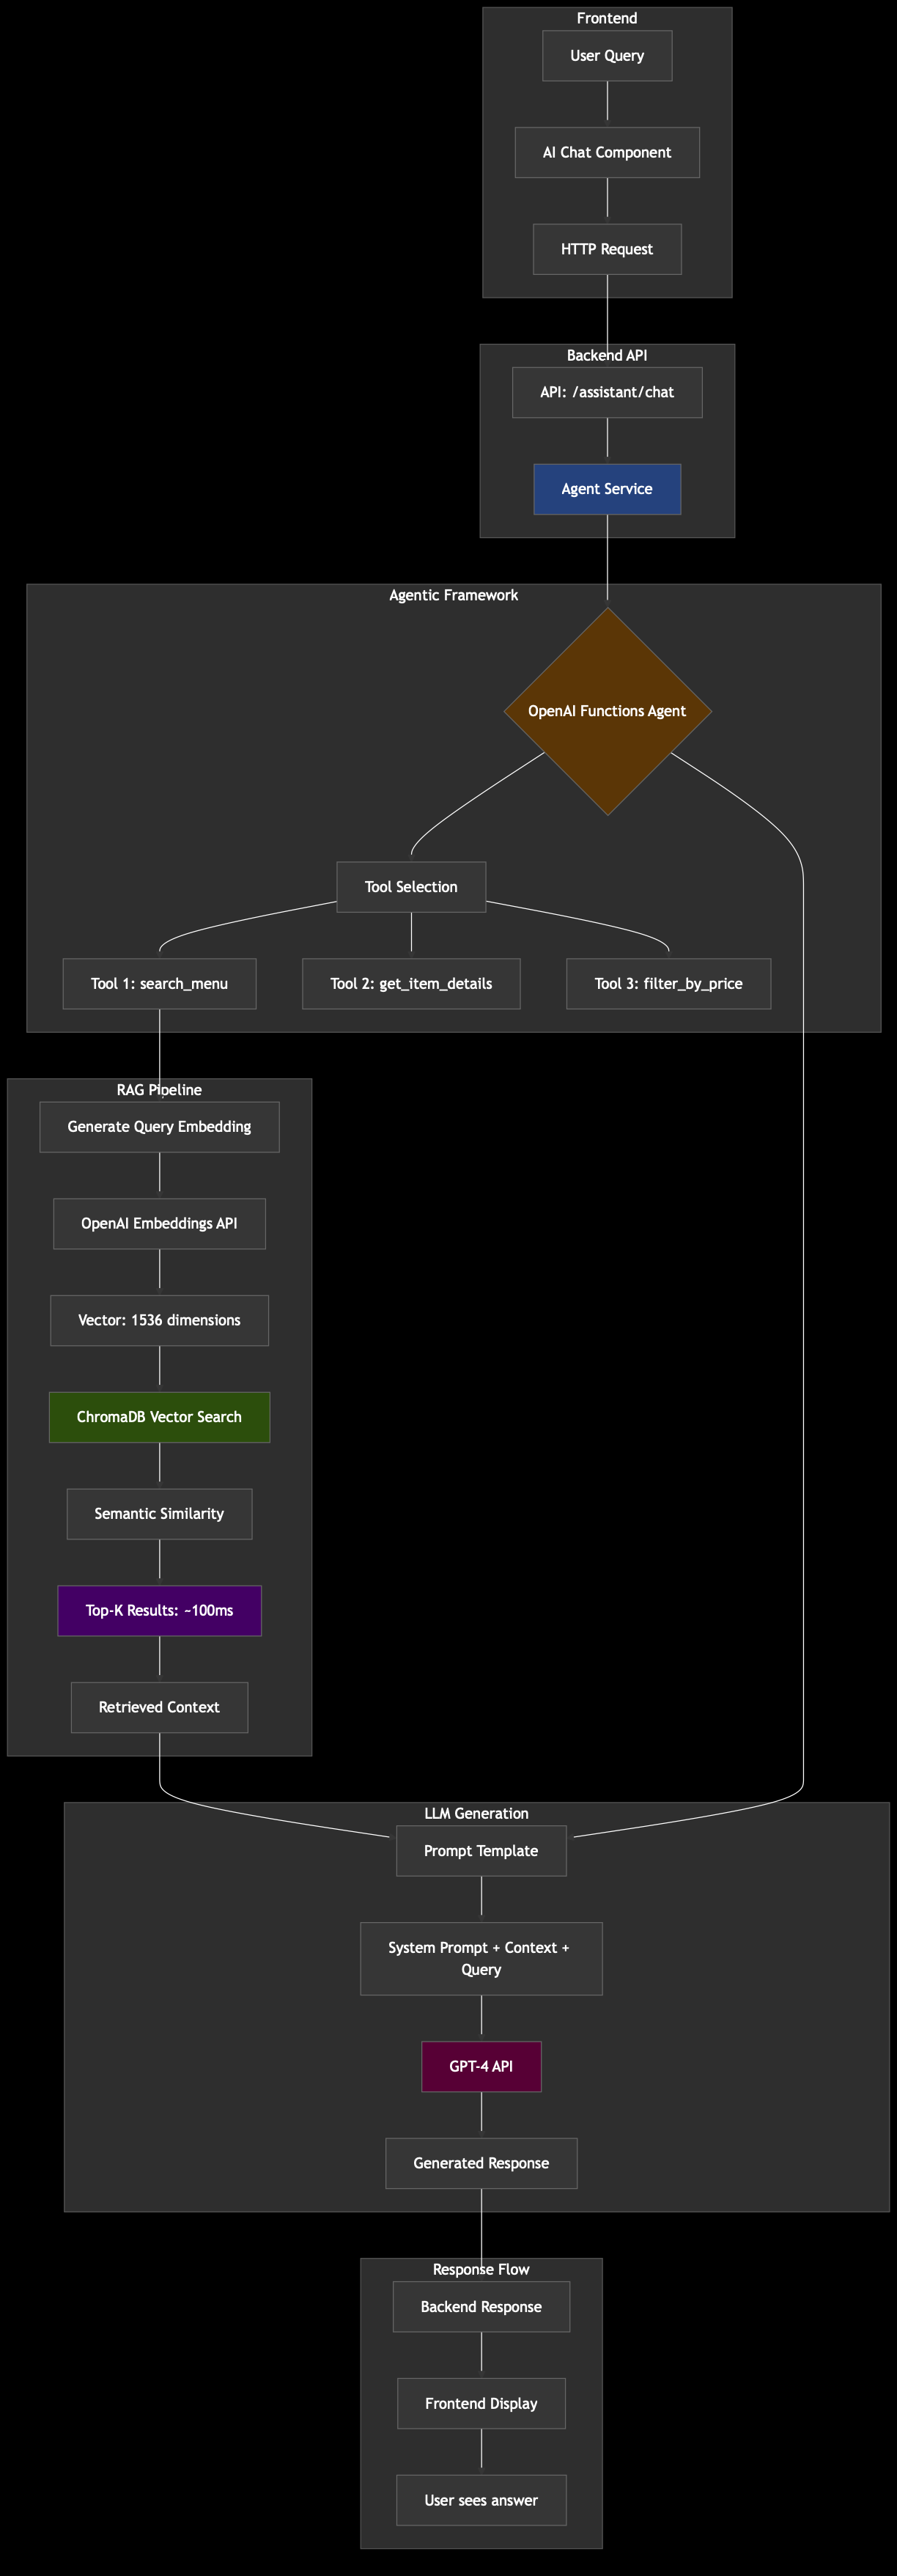 Frontend
User Query
AI Chat Component
HTTP Request
Backend API
API: /assistant/chat
Agent Service
Agentic Framework
OpenAI Functions Agent
Tool Selection
Tool 1: search_menu
Tool 2: get_item_details
Tool 3: filter_by_price
RAG Pipeline
Generate Query Embedding
OpenAI Embeddings API
Vector: 1536 dimensions
ChromaDB Vector Search
Semantic Similarity
Top-K Results: ~100ms
Retrieved Context
LLM Generation
Prompt Template
System Prompt + Context +
Query
GPT-4 API
Generated Response
Response Flow
Backend Response
Frontend Display
User sees answer